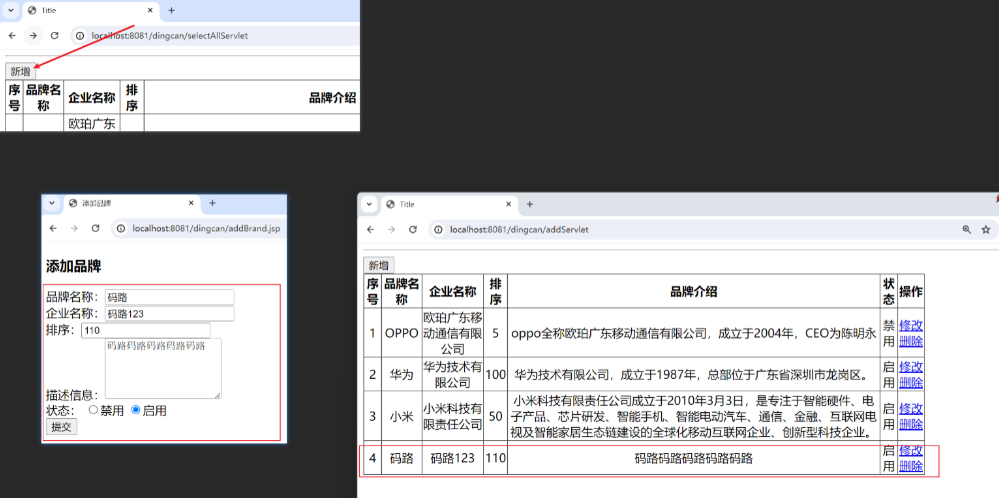 Title
localhost:8081/dingcan/selectAllServlet
新增
序号 品牌名称 企业名称 排序 品牌介绍
欧珀广东
添加品牌
localhost:8081/dingcan/addBrand.jsp
添加品牌
品牌名称：码路
企业名称：码路123
排序：110
码路码路码路码路码路
描述信息：
状态： 禁用 启用
提交
Title
localhost:8081/dingcan/addServlet
新增
序号 品牌名称 企业名称 排序 品牌介绍 状态 操作
1 OPPO 欧珀广东移动通信有限公司 5 oppo全称欧珀广东移动通信有限公司，成立于2004年，CEO为陈明永 禁用 修改 删除
2 华为 华为技术有限公司 100 华为技术有限公司，成立于1987年，总部位于广东省深圳市龙岗区。 启用 修改 删除
3 小米 小米科技有限责任公司 50 小米科技有限责任公司成立于2010年3月3日，是专注于智能硬件、电子产品、芯片研发、智能手机、智能电动汽车、通信、金融、互联网电视及智能家居生态链建设的全球化移动互联网企业、创新型科技企业。 启用 修改 删除
4 码路 码路123 110 码路码路码路码路码路 启用 修改 删除